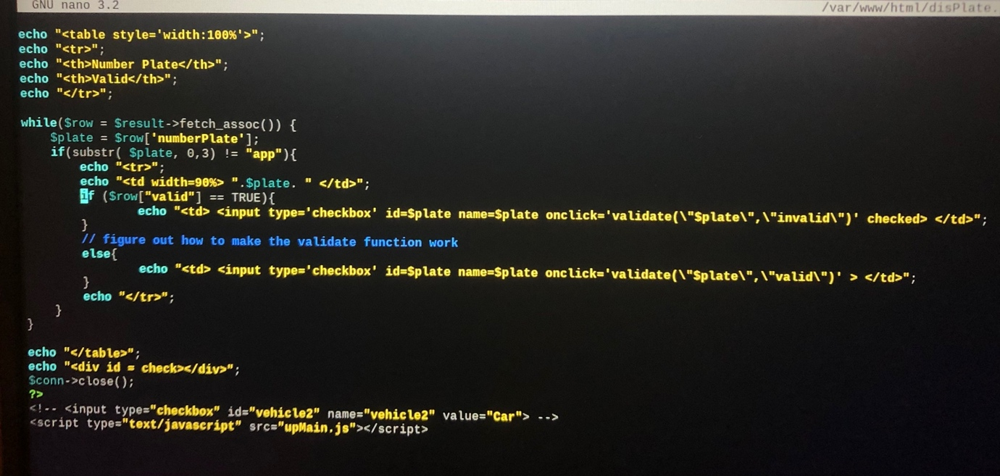 GNU nano 3.2 /var/www/html/disPlate.
echo "<table style='width:100%'>";
echo "<tr>";
echo "<th>Number Plate</th>";
echo "<th>Valid</th>";
echo "</tr>";
while($row = $result->fetch_assoc()) {
$plate = $row['numberPlate'];
if(substr( $plate, 0,3) != "app"){
echo "<tr>";
echo "<td width=90%> ".$plate. " </td>";
if ($row["valid"] == TRUE){
echo "<td> <input type='checkbox' id=$plate name=$plate onclick='validate(\"$plate\",\"invalid\")' checked> </td>";
}
// figure out how to make the validate function work
else{
echo "<td> <input type='checkbox' id=$plate name=$plate onclick='validate(\"$plate\",\"valid\")' > </td>";
}
echo "</tr>";
}
}
echo "</table>";
echo "<div id = check></div>";
$conn->close();
?>
<!-- <input type="checkbox" id="vehicle2" name="vehicle2" value="Car"> -->
<script type="text/javascript" src="upMain.js"></script>